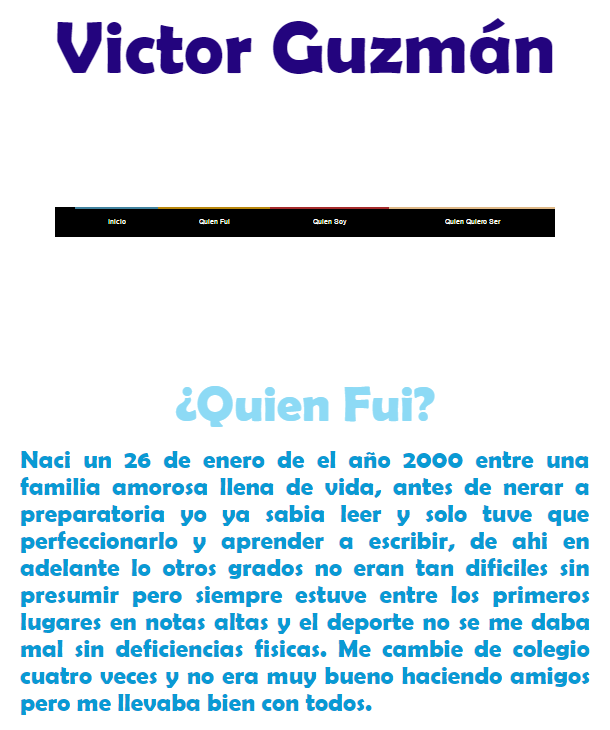 Victor Guzmán
Inicio Quien Fui Quien Soy Quien Quiero Ser
¿Quien Fui?
Naci un 26 de enero de el año 2000 entre una
familia amorosa llena de vida, antes de nerar a
preparatoria yo ya sabia leer y solo tuve que
perfeccionarlo y aprender a escribir, de ahi en
adelante lo otros grados no eran tan dificiles sin
presumir pero siempre estuve entre los primeros
lugares en notas altas y el deporte no se me daba
mal sin deficiencias fisicas. Me cambie de colegio
cuatro veces y no era muy bueno haciendo amigos
pero me llevaba bien con todos.